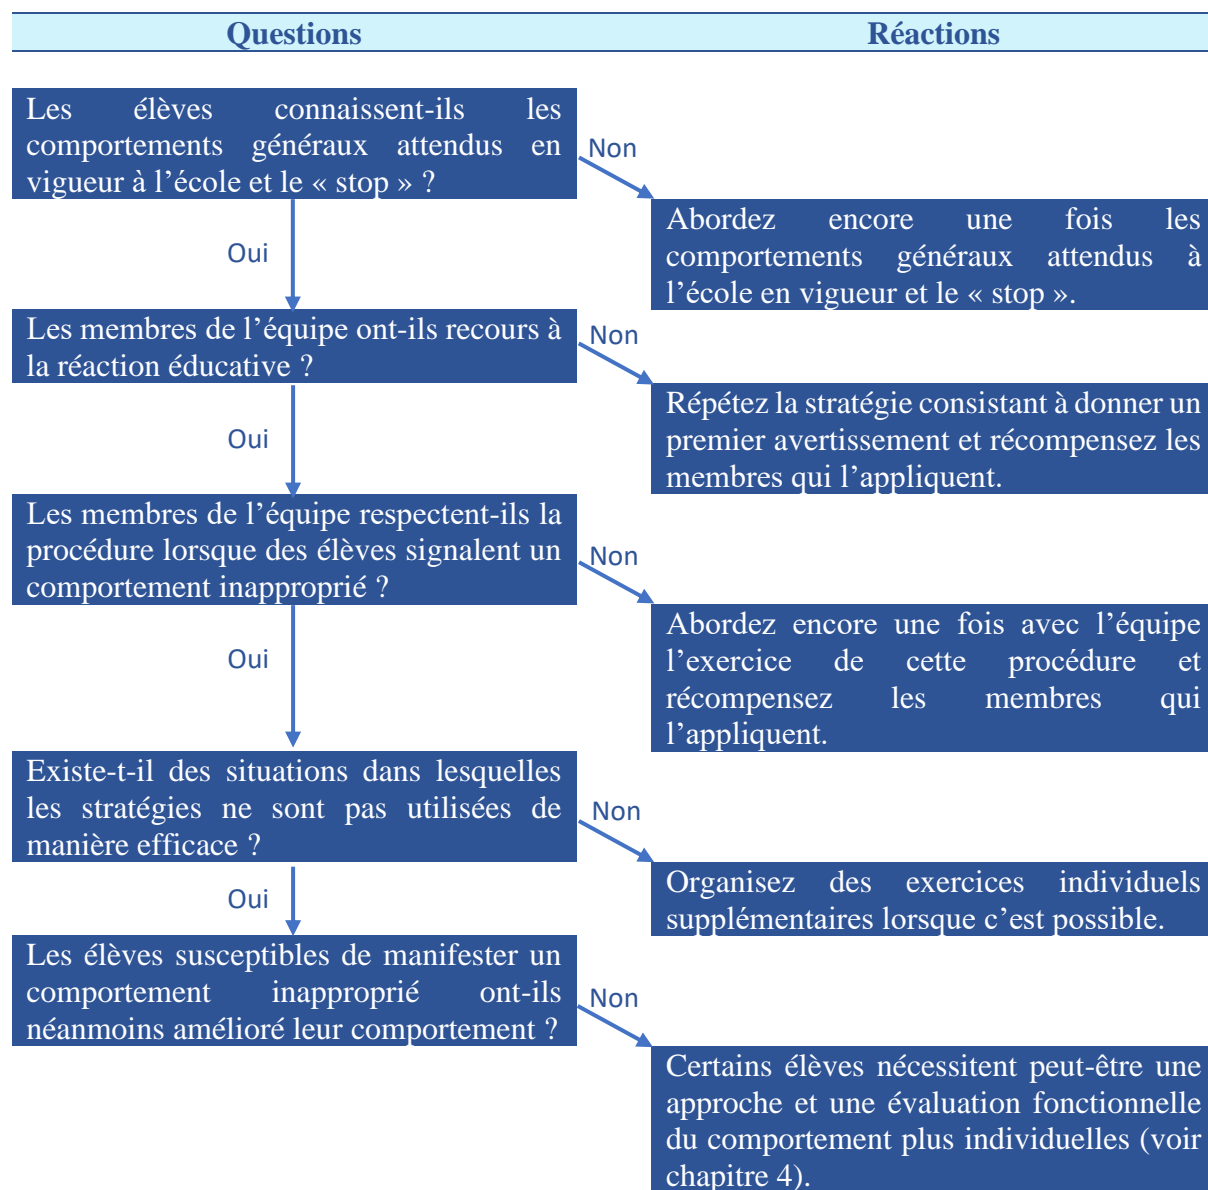 Questions
Réactions
Les élèves connaissent-ils les
comportements généraux attendus en
vigueur à l’école et le « stop » ?
Non
Abordez encore une fois les
comportements généraux attendus à
l’école en vigueur et le « stop ».
Oui
Les membres de l’équipe ont-ils recours à
la réaction éducative ?
Non
Répétez la stratégie consistant à donner un
premier avertissement et récompensez les
membres qui l’appliquent.
Oui
Les membres de l’équipe respectent-ils la
procédure lorsque des élèves signalent un
comportement inapproprié ?
Non
Abordez encore une fois avec l’équipe
l’exercice de cette procédure et
récompensez les membres qui
l’appliquent.
Oui
Existe-t-il des situations dans lesquelles
les stratégies ne sont pas utilisées de
manière efficace ?
Non
Organisez des exercices individuels
supplémentaires lorsque c’est possible.
Oui
Les élèves susceptibles de manifester un
comportement inapproprié ont-ils
néanmoins amélioré leur comportement ?
Non
Certains élèves nécessitent peut-être une
approche et une évaluation fonctionnelle
du comportement plus individuelles (voir
chapitre 4).